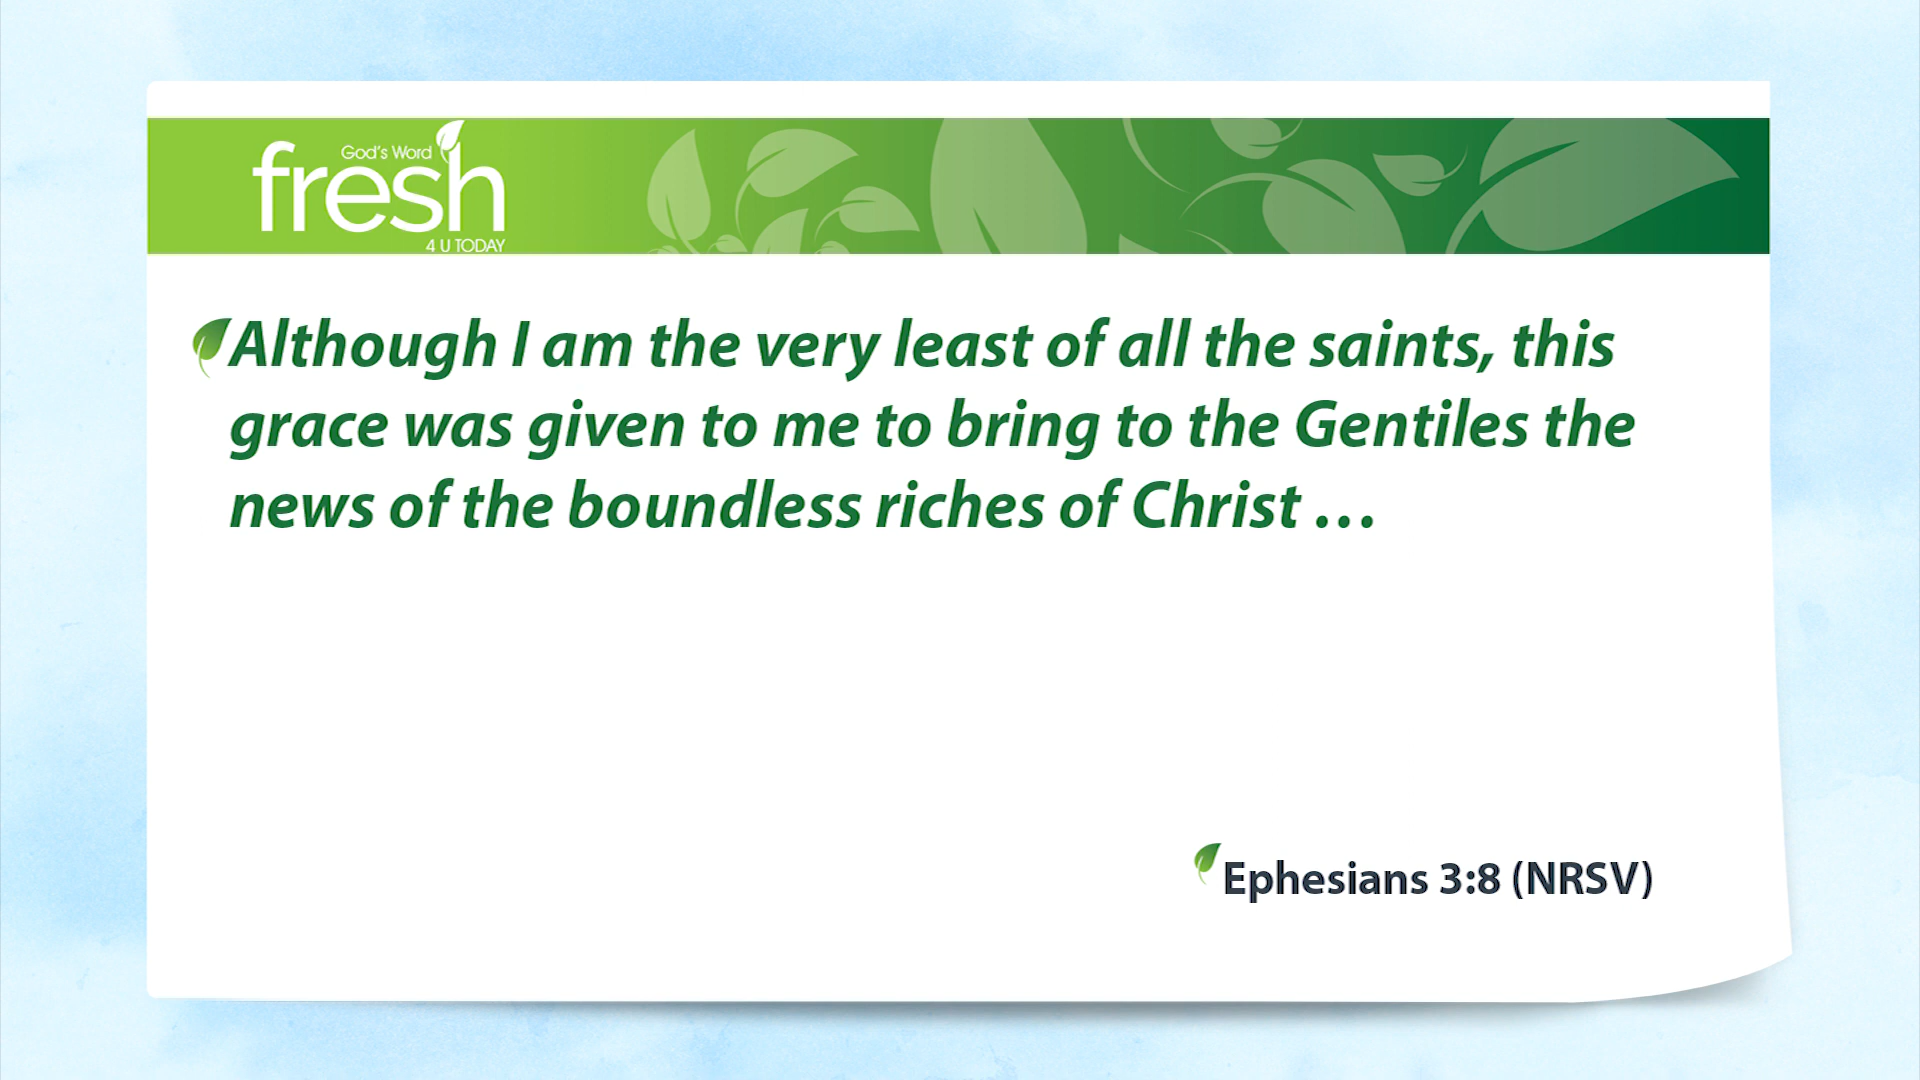 God's Word
fresh
4 U TODAY
Although I am the very least of all the saints, this
grace was given to me to bring to the Gentiles the
news of the boundless riches of Christ …
Ephesians 3:8 (NRSV)